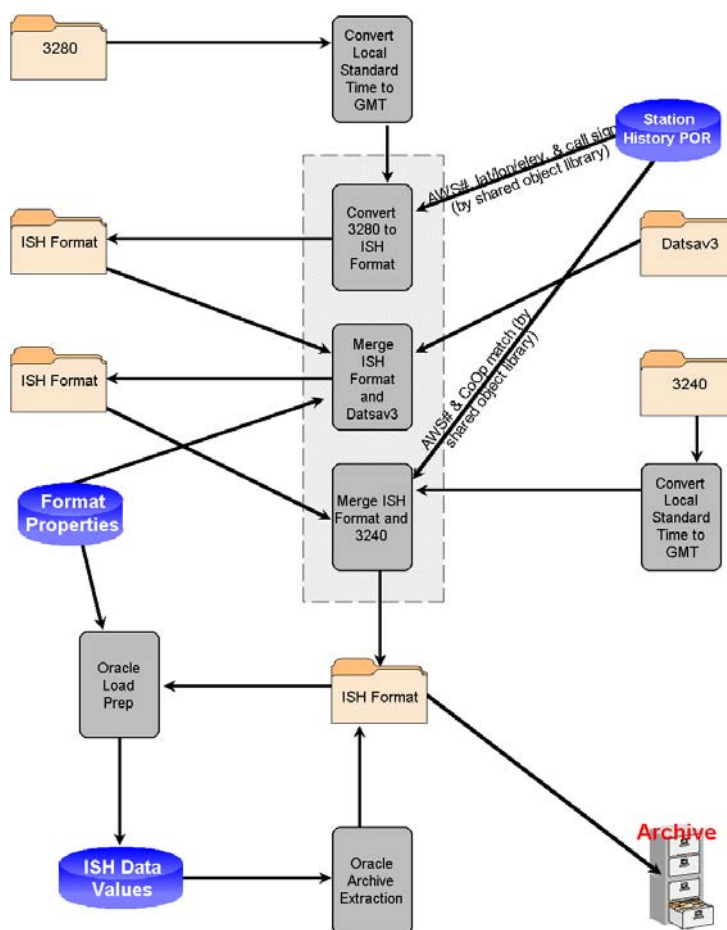 3280
Convert
Local
Standard
Time to
GMT
Station
History POR
AWS#, lat/lon/elev, & call sign
(by shared object library)
Convert
3280 to
ISH
Format
ISH Format
Datsav3
Merge
ISH
Format
and
Datsav3
ISH Format
AWS# & CoOp match (by
shared object library)
3240
Format
Properties
Merge ISH
Format and
3240
Convert
Local
Standard
Time to
GMT
Oracle
Load
Prep
ISH Format
Archive
ISH Data
Values
Oracle
Archive
Extraction